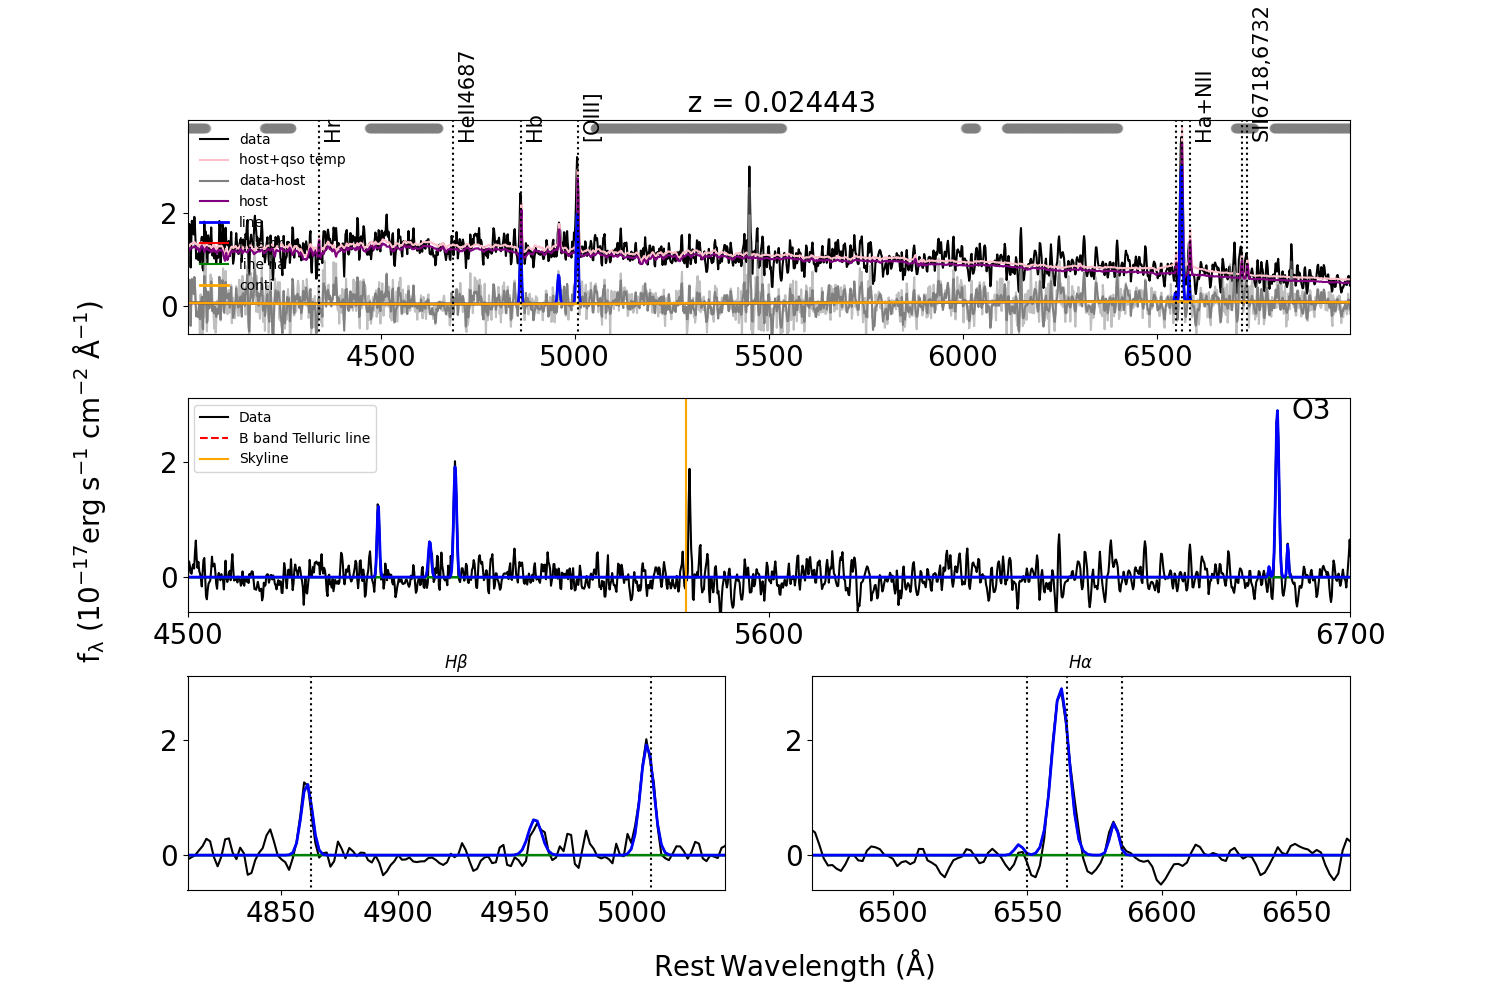 z = 0.024443
Hr
HeII4687
Hb
[OIII]
Ha+NII
SII6718,6732
data
host+qso temp
data-host
host
line
conti
2
0
4500
5000
5500
6000
6500
fλ (10⁻¹⁷erg s⁻¹ cm⁻² Å⁻¹)
Data
B band Telluric line
Skyline
O3
2
0
4500
5600
6700
Hβ
2
0
4850
4900
4950
5000
Hα
2
0
6500
6550
6600
6650
Rest Wavelength (Å)